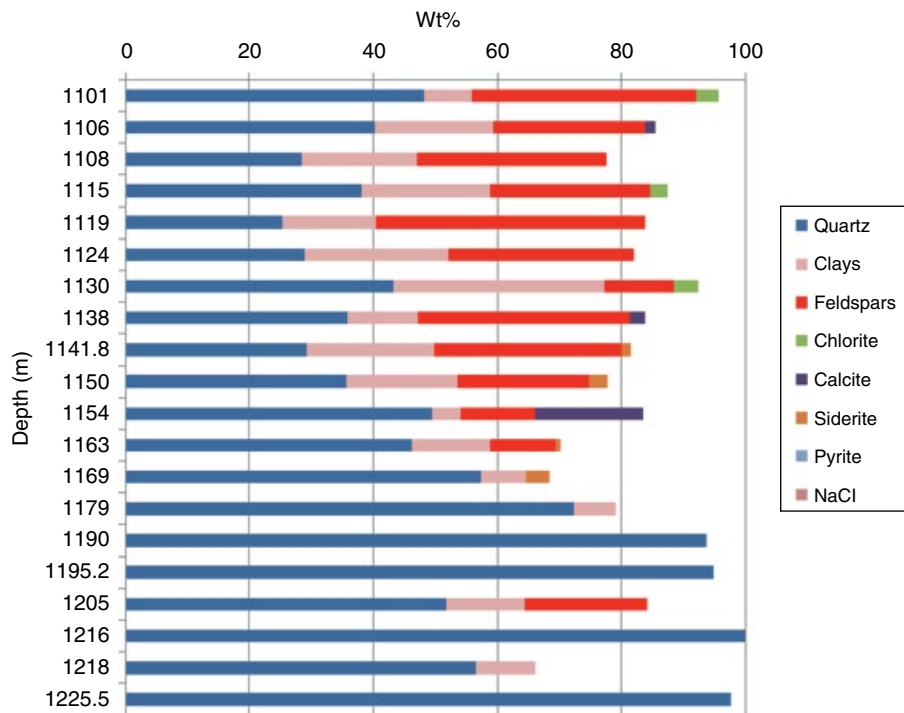 Wt%
0 20 40 60 80 100
Depth (m)
1101
1106
1108
1115
1119
1124
1130
1138
1141.8
1150
1154
1163
1169
1179
1190
1195.2
1205
1216
1218
1225.5
Quartz
Clays
Feldspars
Chlorite
Calcite
Siderite
Pyrite
NaCl